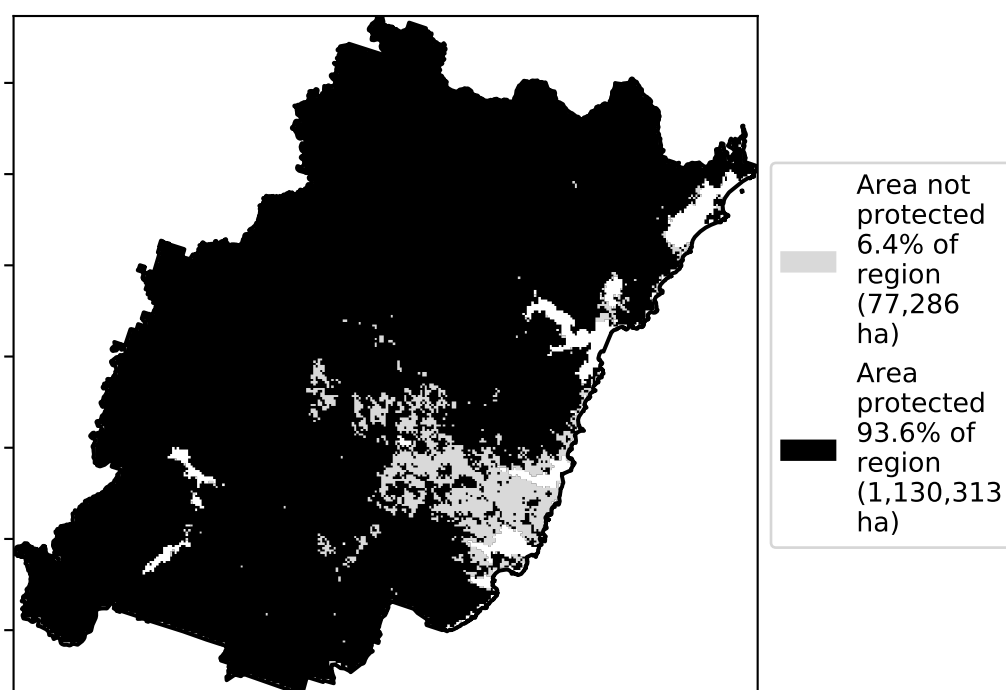 Area not
protected
6.4% of
region
(77,286
ha)
Area
protected
93.6% of
region
(1,130,313
ha)